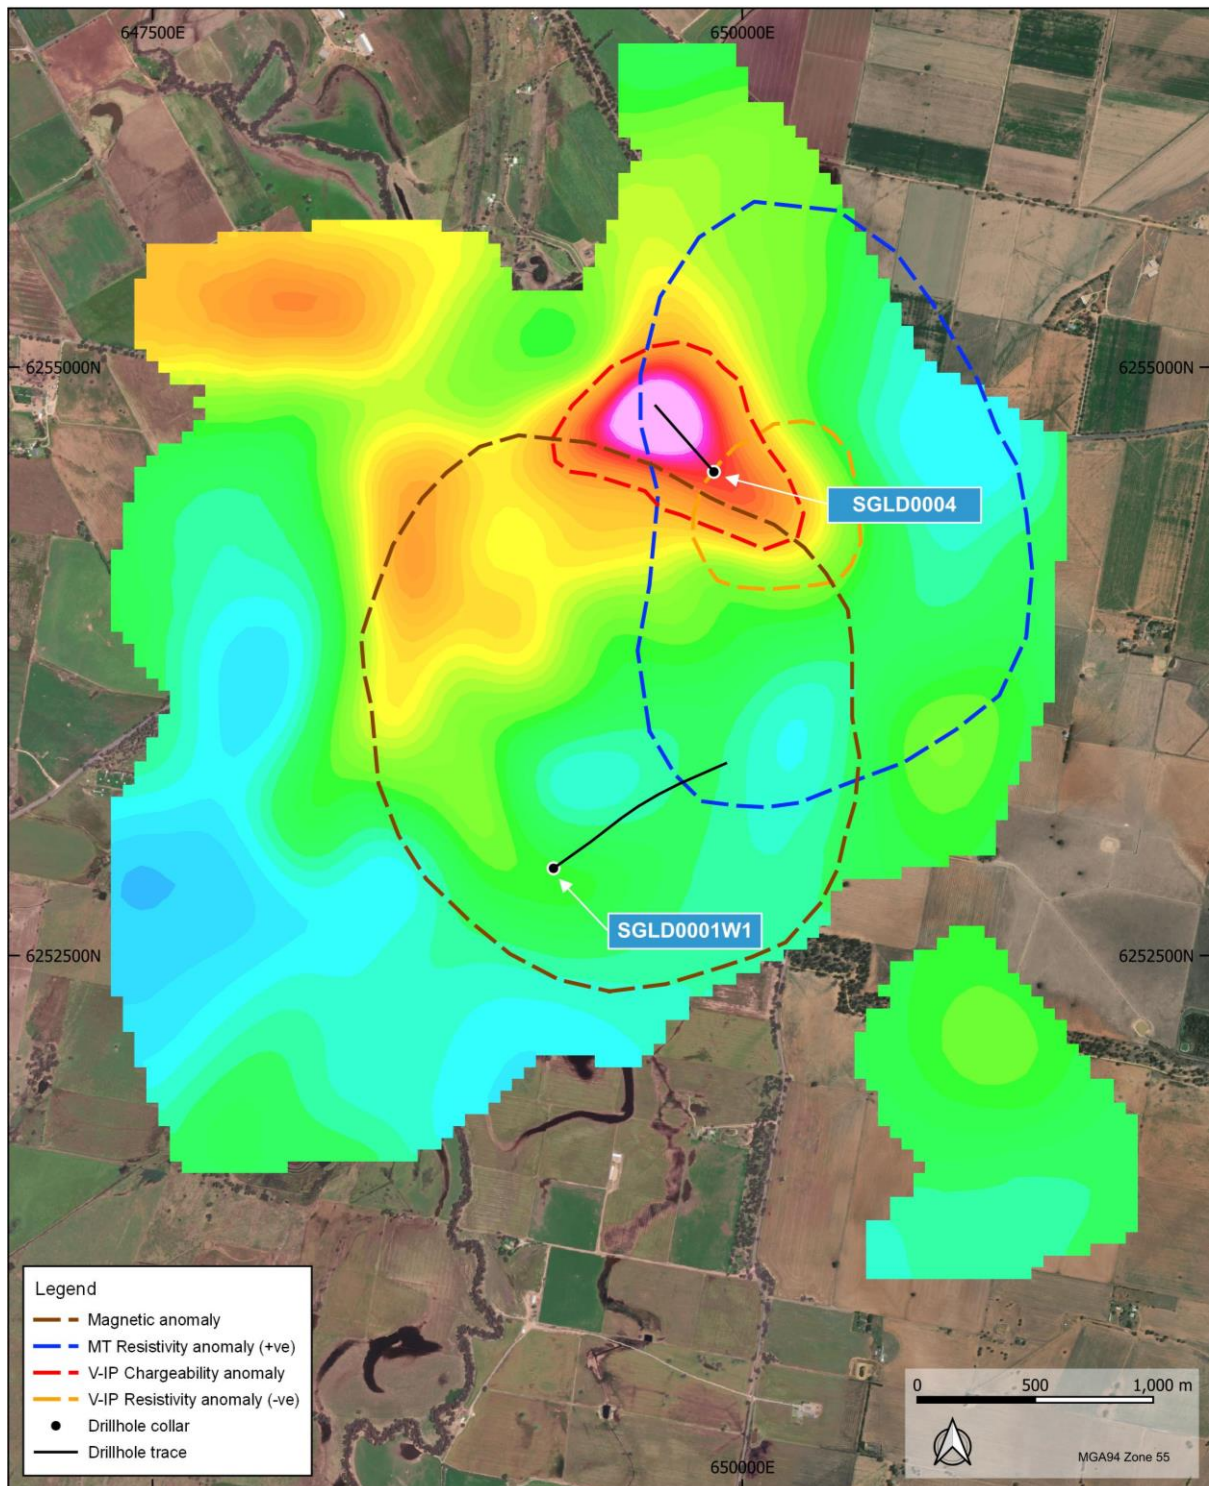 647500E
650000E
6255000N
6255000N
SGLD0004
SGLD0001W1
6252500N
6252500N
Legend
Magnetic anomaly
MT Resistivity anomaly (+ve)
V-IP Chargeability anomaly
V-IP Resistivity anomaly (-ve)
Drillhole collar
Drillhole trace
0 500 1,000 m
MGA94 Zone 55
650000E